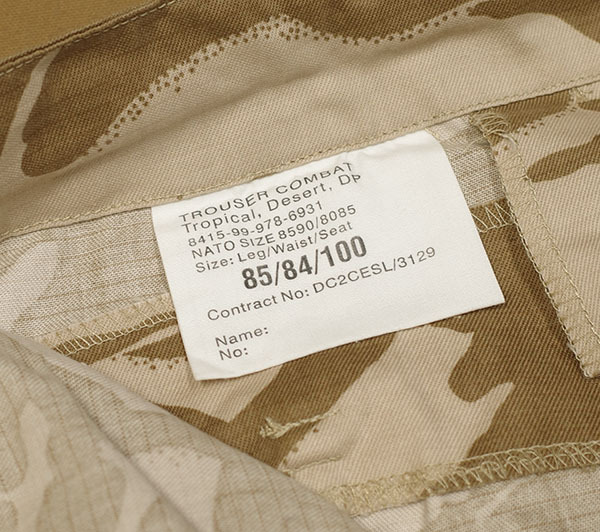 TROUSER COMBAT
Tropical, Desert, DP
8415-99-978-6931
NATO SIZE 8590/8085
Size: Leg/Waist/Seat
85/84/100
Contract No: DC2CESL/3129
Name:
No: